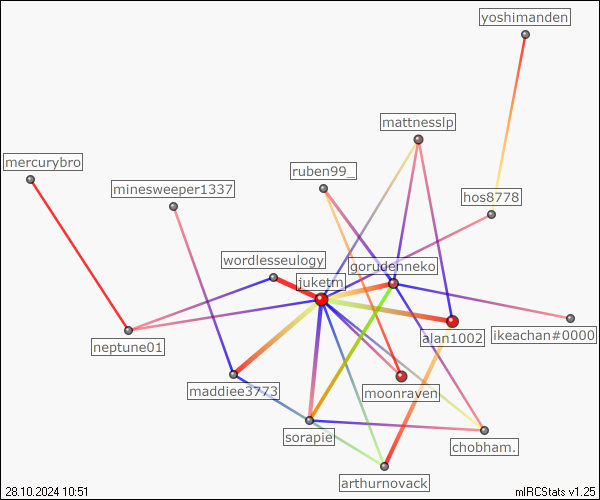 yoshimanden
mattnesslp
mercurybro
ruben99_
minesweeper1337
hos8778
wordlesseulogy
gorudenneko
juketm
neptune01
alan1002
ikeachan#0000
maddiee3773
moonraven
sorapie
chobham.
arthurnovack
28.10.2024 10:51
mIRCStats v1.25